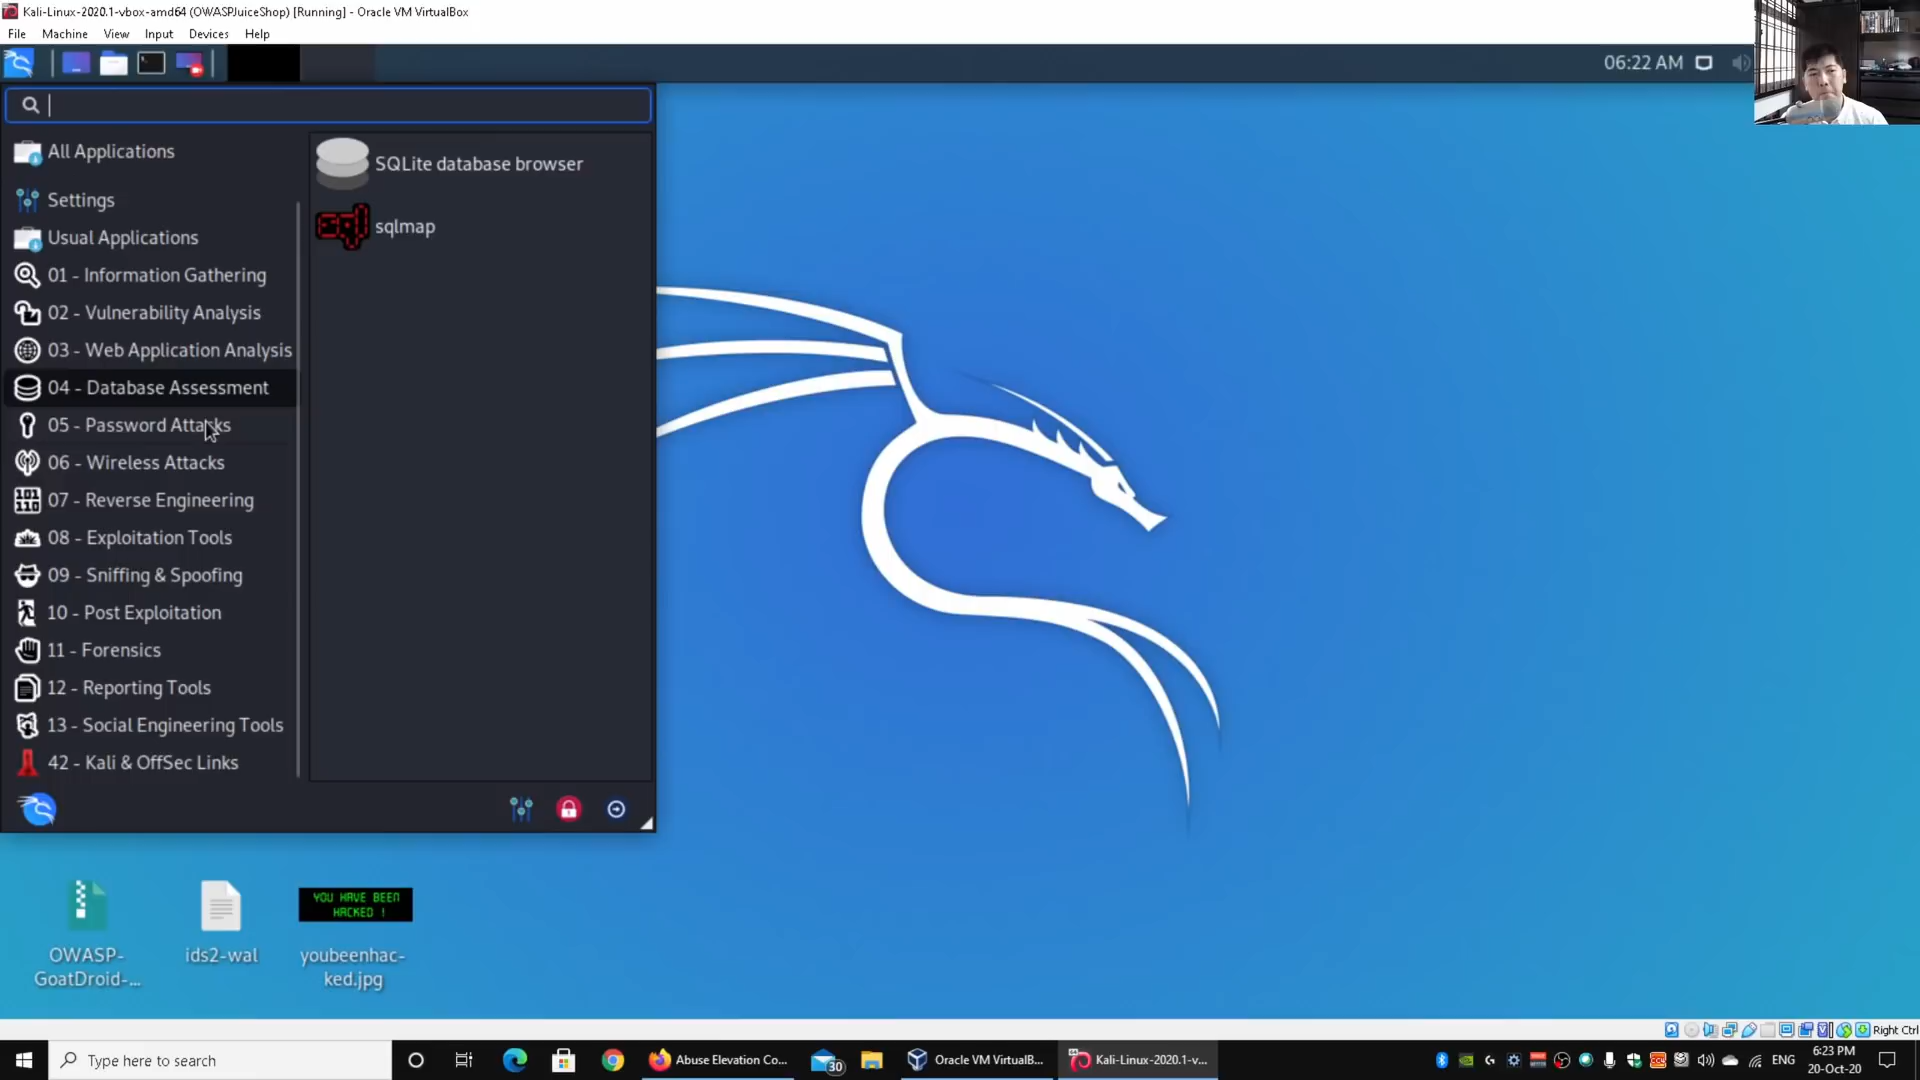 Kali-Linux-2020.1-vbox-amd64 (OWASPJuiceShop) [Running] - Oracle VM VirtualBox
File Machine View Input Devices Help
06:22 AM
All Applications
Settings
Usual Applications
01 - Information Gathering
02 - Vulnerability Analysis
03 - Web Application Analysis
04 - Database Assessment
05 - Password Attacks
06 - Wireless Attacks
07 - Reverse Engineering
08 - Exploitation Tools
09 - Sniffing & Spoofing
10 - Post Exploitation
11 - Forensics
12 - Reporting Tools
13 - Social Engineering Tools
42 - Kali & OffSec Links
SQLite database browser
sqlmap
YOU HAVE BEEN
HACKED !
OWASP-
GoatDroid-...
ids2-wal
youbeenhac-
ked.jpg
Right Ctrl
Type here to search
Abuse Elevation Co...
30
Oracle VM VirtualB...
Kali-Linux-2020.1-v...
ENG
6:23 PM
20-Oct-20